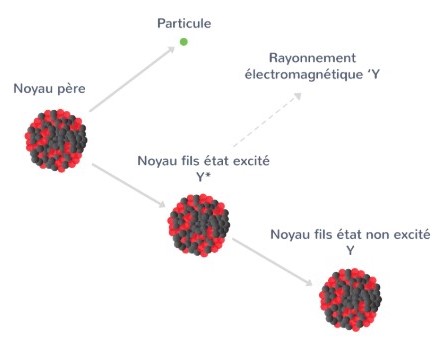 Particule
Rayonnement
électromagnétique ‘Y
Noyau père
Noyau fils état excité
Y*
Noyau fils état non excité
Y